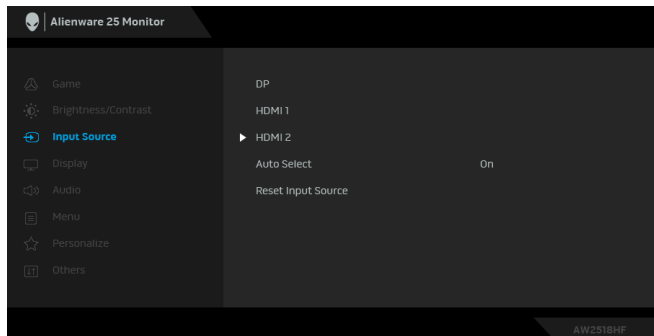 Alienware 25 Monitor
Game
DP
Brightness/Contrast
HDMI 1
Input Source
HDMI 2
Display
Auto Select On
Audio
Reset Input Source
Menu
Personalize
Others
AW2518HF